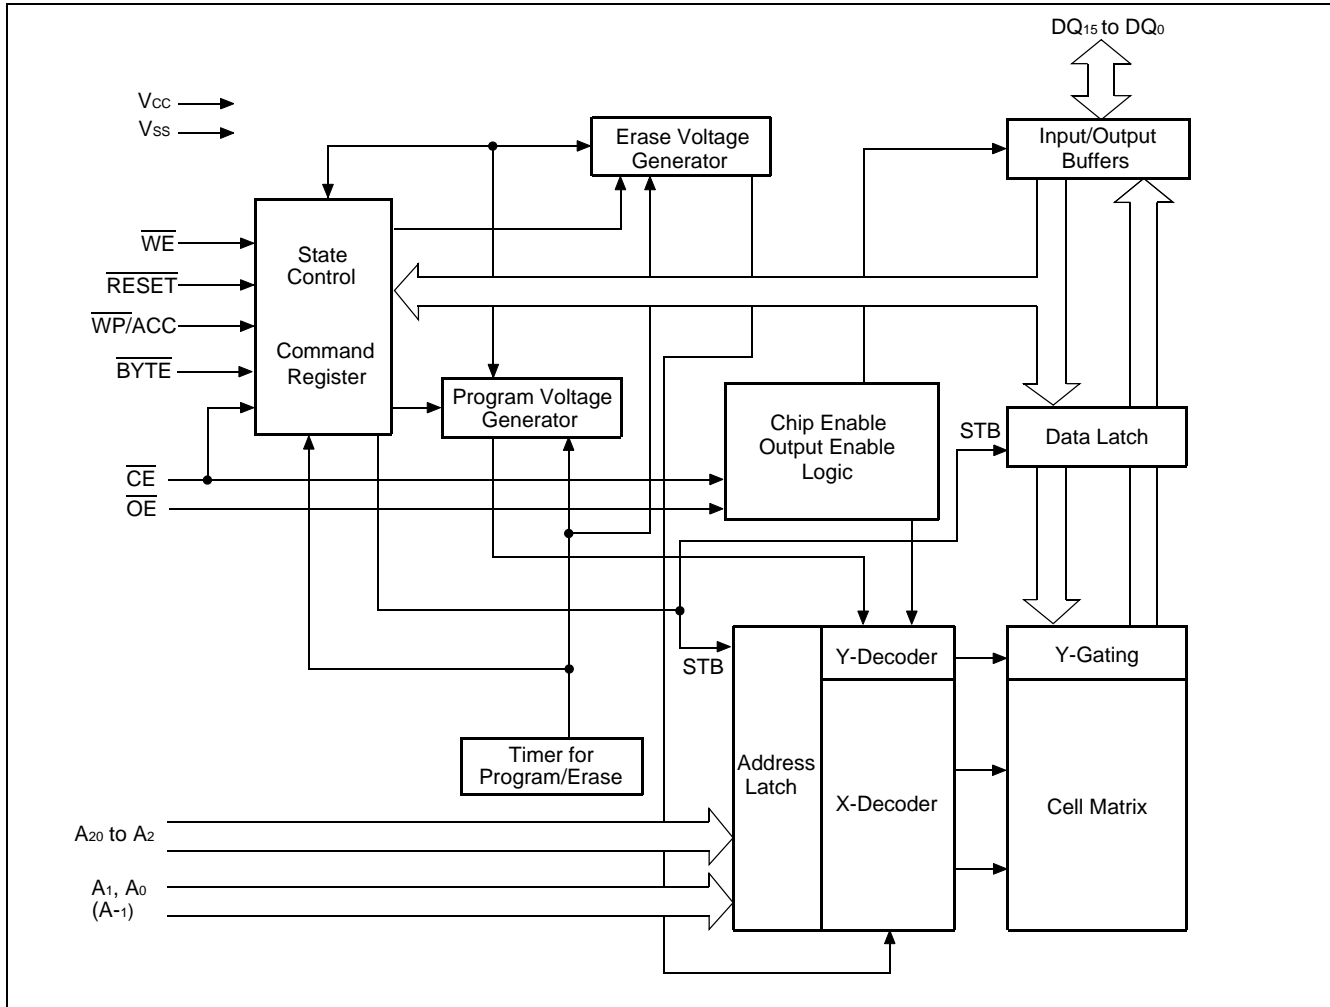 DQ15 to DQ0
VCC
VSS
Erase Voltage
Generator
Input/Output
Buffers
WE
RESET
WP/ACC
BYTE
CE
OE
State
Control
Command
Register
Program Voltage
Generator
Chip Enable
Output Enable
Logic
STB
Data Latch
STB
Y-Decoder
Y-Gating
Timer for
Program/Erase
Address
Latch
X-Decoder
Cell Matrix
A20 to A2
A1, A0
(A-1)